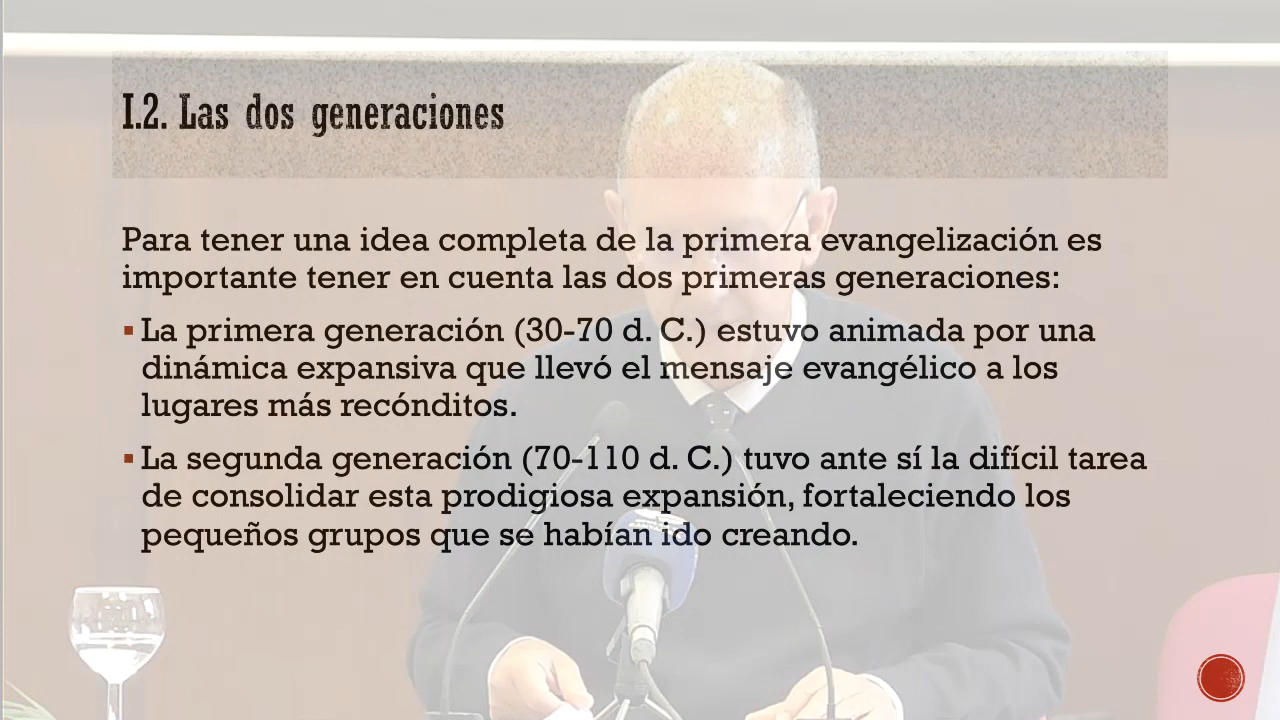 I.2. Las dos generaciones
Para tener una idea completa de la primera evangelización es
importante tener en cuenta las dos primeras generaciones:
▪ La primera generación (30-70 d. C.) estuvo animada por una
dinámica expansiva que llevó el mensaje evangélico a los
lugares más recónditos.
▪ La segunda generación (70-110 d. C.) tuvo ante sí la difícil tarea
de consolidar esta prodigiosa expansión, fortaleciendo los
pequeños grupos que se habían ido creando.